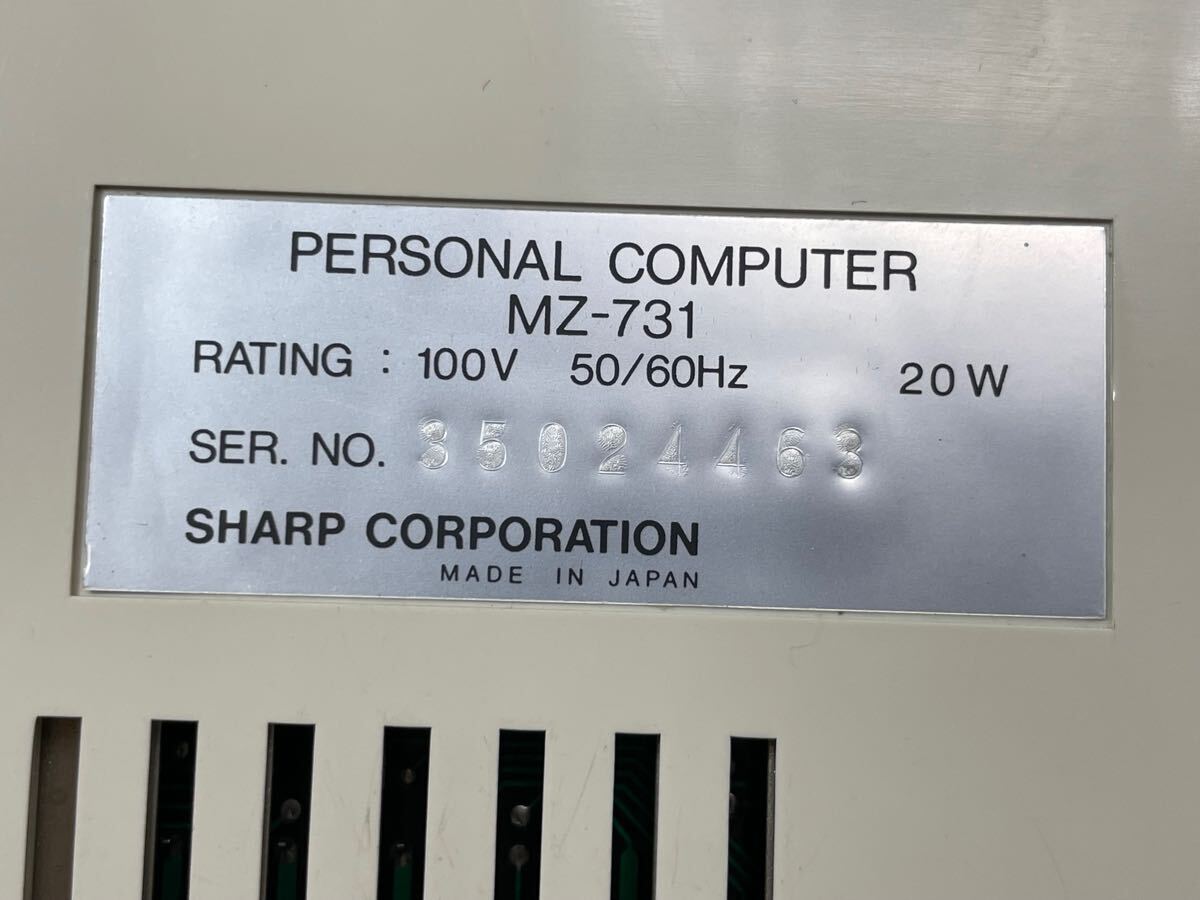 PERSONAL COMPUTER
MZ-731
RATING : 100V 50/60Hz 20W
SER. NO. 35024463
SHARP CORPORATION
MADE IN JAPAN